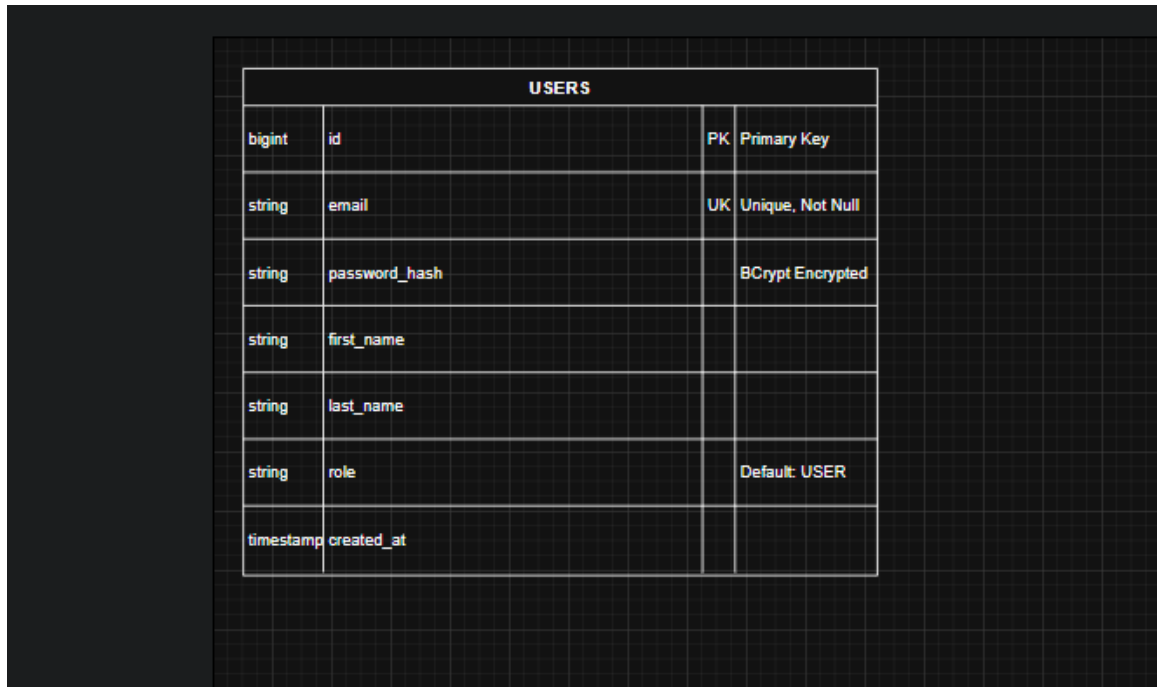 USERS
bigint id PK Primary Key
string email UK Unique, Not Null
string password_hash BCrypt Encrypted
string first_name
string last_name
string role Default: USER
timestamp created_at